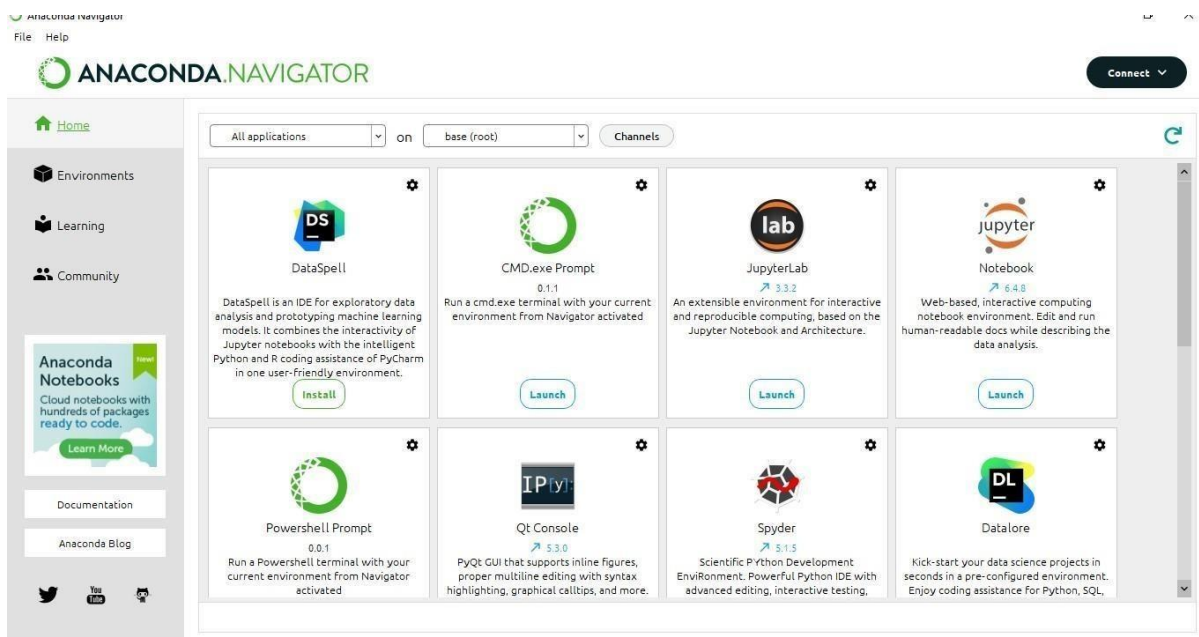 Anaconda Navigator
File Help
ANACONDA.NAVIGATOR
Connect
Home
Environments
Learning
Community
All applications
on
base (root)
Channels
DS
DataSpell
DataSpell is an IDE for exploratory data
analysis and prototyping machine learning
models. It combines the interactivity of
Jupyter notebooks with the intelligent
Python and R coding assistance of PyCharm
in one user-friendly environment.
Install
CMD.exe Prompt
0.1.1
Run a cmd.exe terminal with your current
environment from Navigator activated
Launch
lab
JupyterLab
3.3.2
An extensible environment for interactive
and reproducible computing, based on the
Jupyter Notebook and Architecture.
Launch
jupyter
Notebook
6.4.8
Web-based, interactive computing
notebook environment. Edit and run
human-readable docs while describing the
data analysis.
Launch
Powershell Prompt
0.0.1
Run a Powershell terminal with your
current environment from Navigator
activated
IP[y]:
Qt Console
5.3.0
PyQt GUI that supports inline figures,
proper multiline editing with syntax
highlighting, graphical calltips, and more.
Spyder
5.1.5
Scientific PYthon Development
EnviRonment. Powerful Python IDE with
advanced editing, interactive testing,
DL
Datalore
Kick-start your data science projects in
seconds in a pre-configured environment.
Enjoy coding assistance for Python, SQL,
Anaconda
Notebooks
New!
Cloud notebooks with
hundreds of packages
ready to code.
Learn More
Documentation
Anaconda Blog
You
Tube